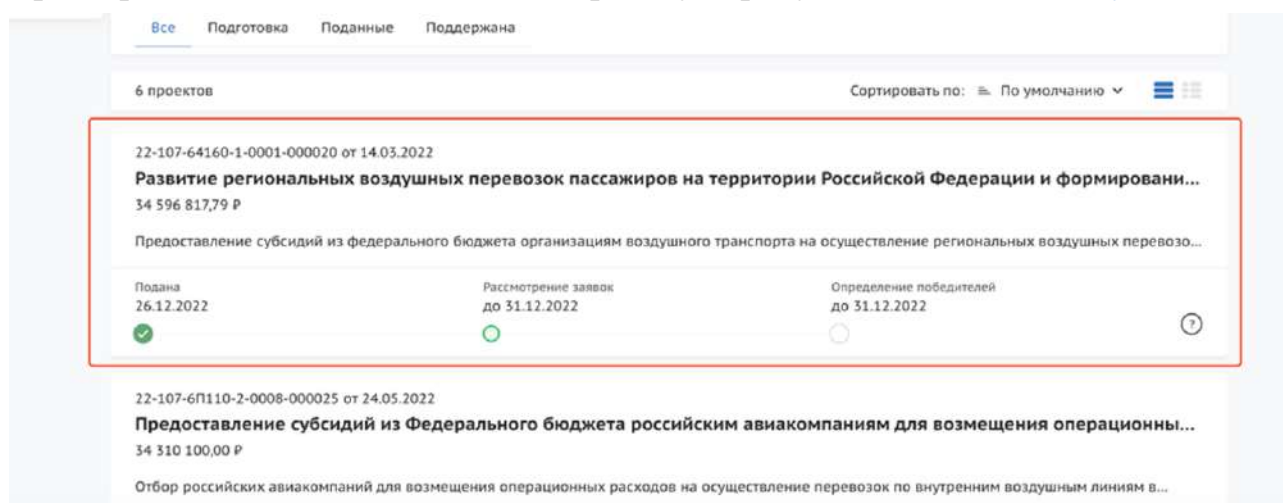 Все Подготовка Поданные Поддержана
6 проектов Сортировать по: По умолчанию
22-107-64160-1-0001-000020 от 14.03.2022
Развитие региональных воздушных перевозок пассажиров на территории Российской Федерации и формировани...
34 596 817,79 ₽
Предоставление субсидий из федерального бюджета организациям воздушного транспорта на осуществление региональных воздушных перевозо...
Подана Рассмотрение заявок Определение победителей
26.12.2022 до 31.12.2022 до 31.12.2022
?
22-107-6П110-2-0008-000025 от 24.05.2022
Предоставление субсидий из Федерального бюджета российским авиакомпаниям для возмещения операционны...
34 310 100,00 ₽
Отбор российских авиакомпаний для возмещения операционных расходов на осуществление перевозок по внутренним воздушным линиям в...